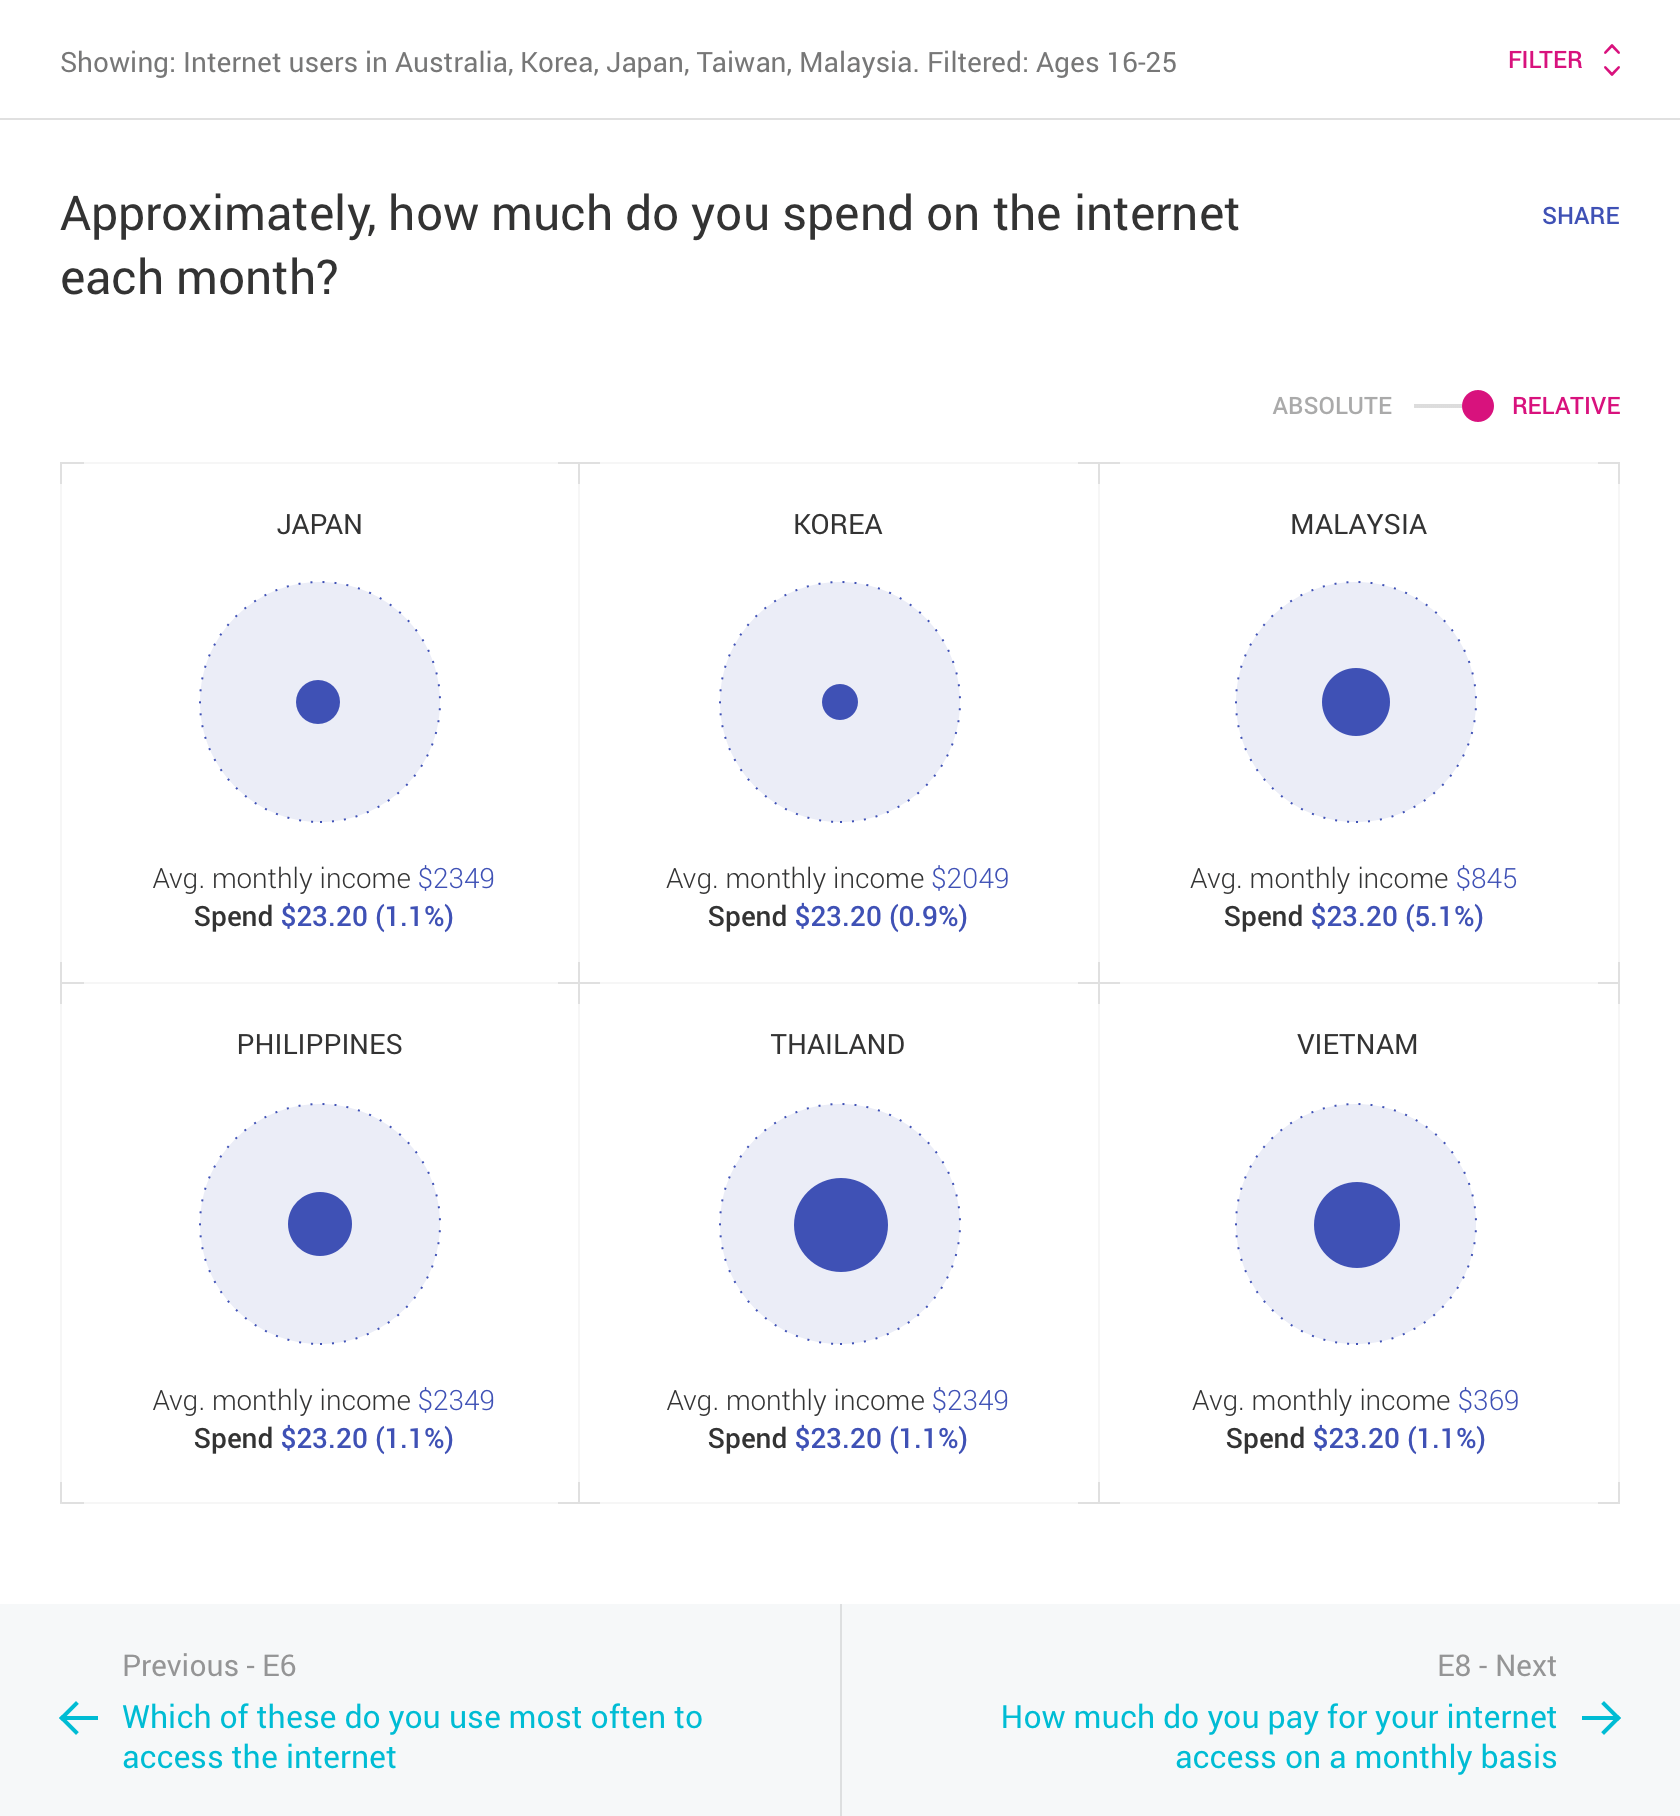 Showing: Internet users in Australia, Korea, Japan, Taiwan, Malaysia. Filtered: Ages 16-25
FILTER
Approximately, how much do you spend on the internet
each month?
SHARE
ABSOLUTE
RELATIVE
JAPAN
Avg. monthly income $2349
Spend $23.20 (1.1%)
KOREA
Avg. monthly income $2049
Spend $23.20 (0.9%)
MALAYSIA
Avg. monthly income $845
Spend $23.20 (5.1%)
PHILIPPINES
Avg. monthly income $2349
Spend $23.20 (1.1%)
THAILAND
Avg. monthly income $2349
Spend $23.20 (1.1%)
VIETNAM
Avg. monthly income $369
Spend $23.20 (1.1%)
Previous - E6
Which of these do you use most often to
access the internet
E8 - Next
How much do you pay for your internet
access on a monthly basis